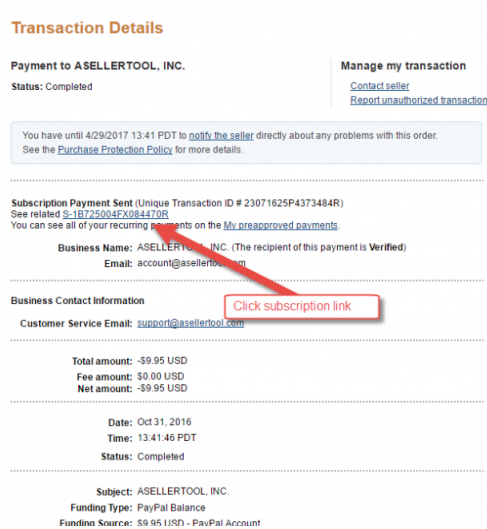 Transaction Details
Payment to ASELLERTOOL, INC.
Status: Completed
Manage my transaction
Contact seller
Report unauthorized transaction
You have until 4/29/2017 13:41 PDT to notify the seller directly about any problems with this order.
See the Purchase Protection Policy for more details.
Subscription Payment Sent (Unique Transaction ID # 23071625P4373484R)
See related S-1B725004FX084470R
You can see all of your recurring payments on the My preapproved payments.
Business Name: ASELLERTOOL, INC. (The recipient of this payment is Verified)
Email: account@asellertool.com
Click subscription link
Business Contact Information
Customer Service Email: support@asellertool.com
Total amount: -$9.95 USD
Fee amount: $0.00 USD
Net amount: -$9.95 USD
Date: Oct 31, 2016
Time: 13:41:46 PDT
Status: Completed
Subject: ASELLERTOOL, INC.
Funding Type: PayPal Balance
Funding Source: $9.95 USD - PayPal Account